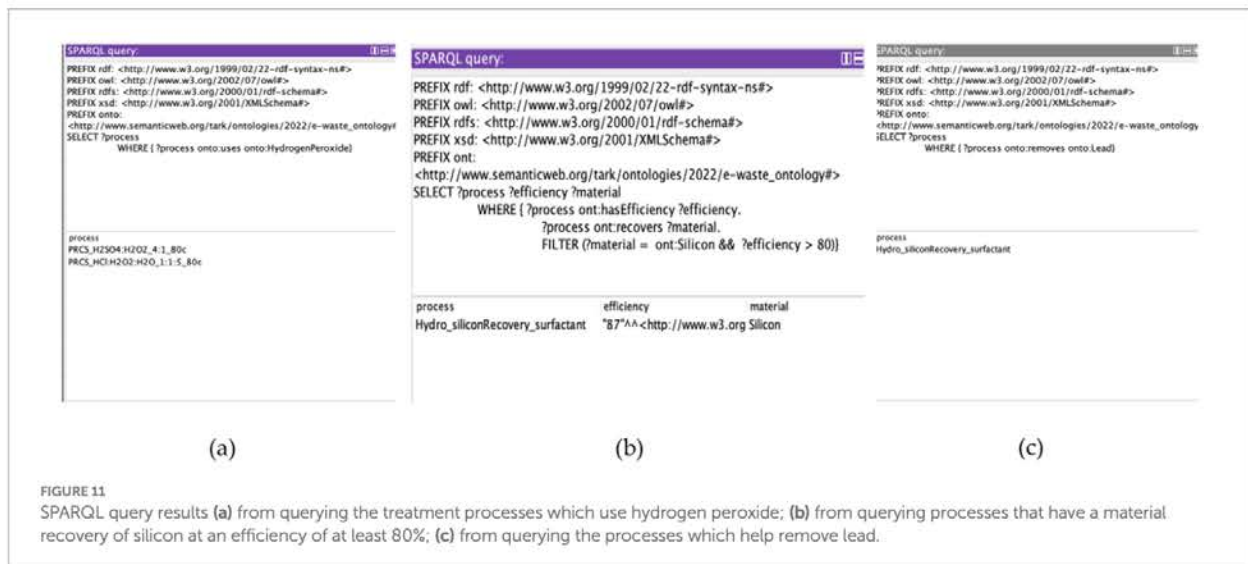 SPARQL query:
PREFIX rdf: <http://www.w3.org/1999/02/22-rdf-syntax-ns#>
PREFIX owl: <http://www.w3.org/2002/07/owl#>
PREFIX rdfs: <http://www.w3.org/2000/01/rdf-schema#>
PREFIX xsd: <http://www.w3.org/2001/XMLSchema#>
PREFIX onto:
<http://www.semanticweb.org/tark/ontologies/2022/e-waste_ontology#
SELECT ?process
WHERE { ?process onto:uses onto:HydrogenPeroxide}
process
PRCS_H2SO4:H2O2_4:1_80c
PRCS_HCl:H2O2:H2O_1:1:5_80c
(a)
SPARQL query:
PREFIX rdf: <http://www.w3.org/1999/02/22-rdf-syntax-ns#>
PREFIX owl: <http://www.w3.org/2002/07/owl#>
PREFIX rdfs: <http://www.w3.org/2000/01/rdf-schema#>
PREFIX xsd: <http://www.w3.org/2001/XMLSchema#>
PREFIX ont:
<http://www.semanticweb.org/tark/ontologies/2022/e-waste_ontology#>
SELECT ?process ?efficiency ?material
WHERE { ?process ont:hasEfficiency ?efficiency.
?process ont:recovers ?material.
FILTER (?material = ont:Silicon && ?efficiency > 80)}
process efficiency material
Hydro_siliconRecovery_surfactant "87"^^<http://www.w3.org Silicon
(b)
SPARQL query:
PREFIX rdf: <http://www.w3.org/1999/02/22-rdf-syntax-ns#>
PREFIX owl: <http://www.w3.org/2002/07/owl#>
PREFIX rdfs: <http://www.w3.org/2000/01/rdf-schema#>
PREFIX xsd: <http://www.w3.org/2001/XMLSchema#>
PREFIX onto:
<http://www.semanticweb.org/tark/ontologies/2022/e-waste_ontology
SELECT ?process
WHERE { ?process onto:removes onto:Lead}
process
Hydro_siliconRecovery_surfactant
(c)
FIGURE 11
SPARQL query results (a) from querying the treatment processes which use hydrogen peroxide; (b) from querying processes that have a material
recovery of silicon at an efficiency of at least 80%; (c) from querying the processes which help remove lead.